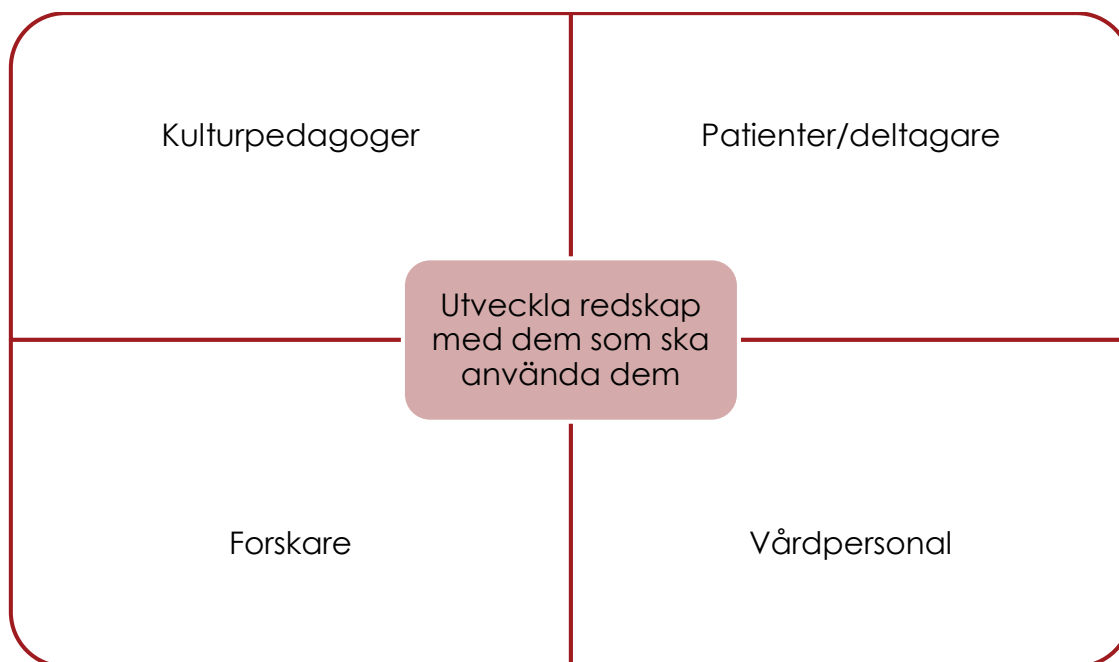 Kulturpedagoger
Patienter/deltagare
Utveckla redskap
med dem som ska
använda dem
Forskare
Vårdpersonal